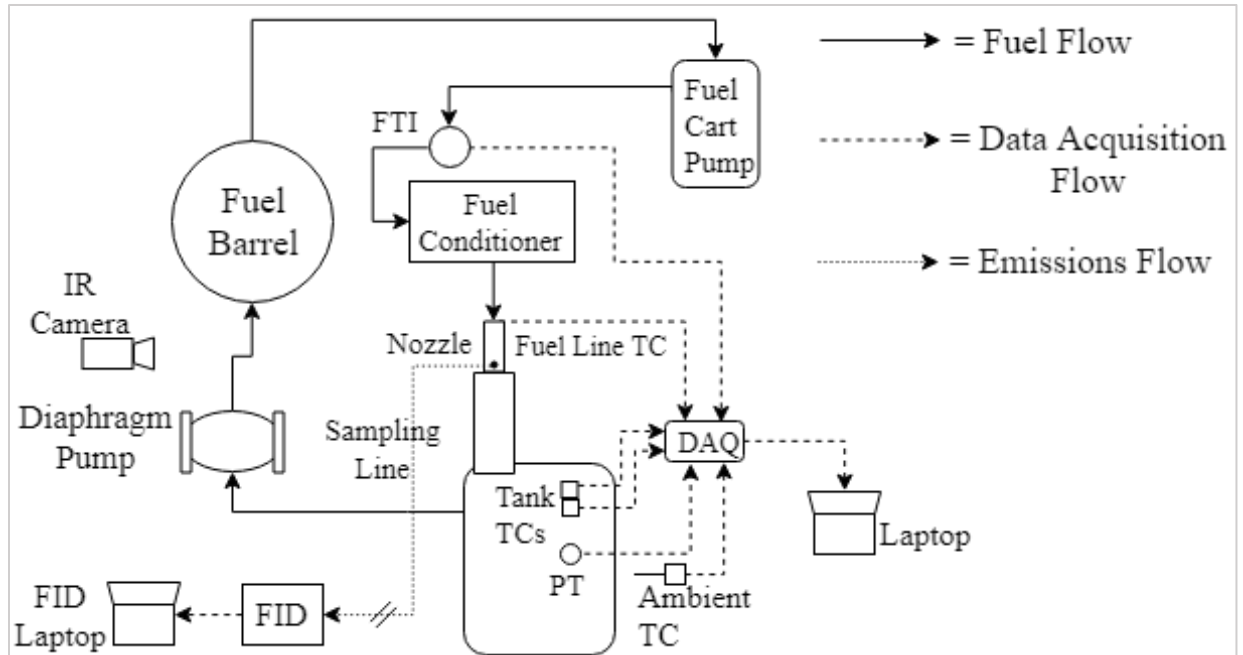 Fuel
Cart
Pump
= Fuel Flow
FTI
= Data Acquisition
Flow
Fuel
Barrel
Fuel
Conditioner
= Emissions Flow
IR
Camera
Nozzle
Fuel Line TC
Diaphragm
Pump
Sampling
Line
DAQ
Tank
TCs
Laptop
PT
Ambient
TC
FID
Laptop
FID